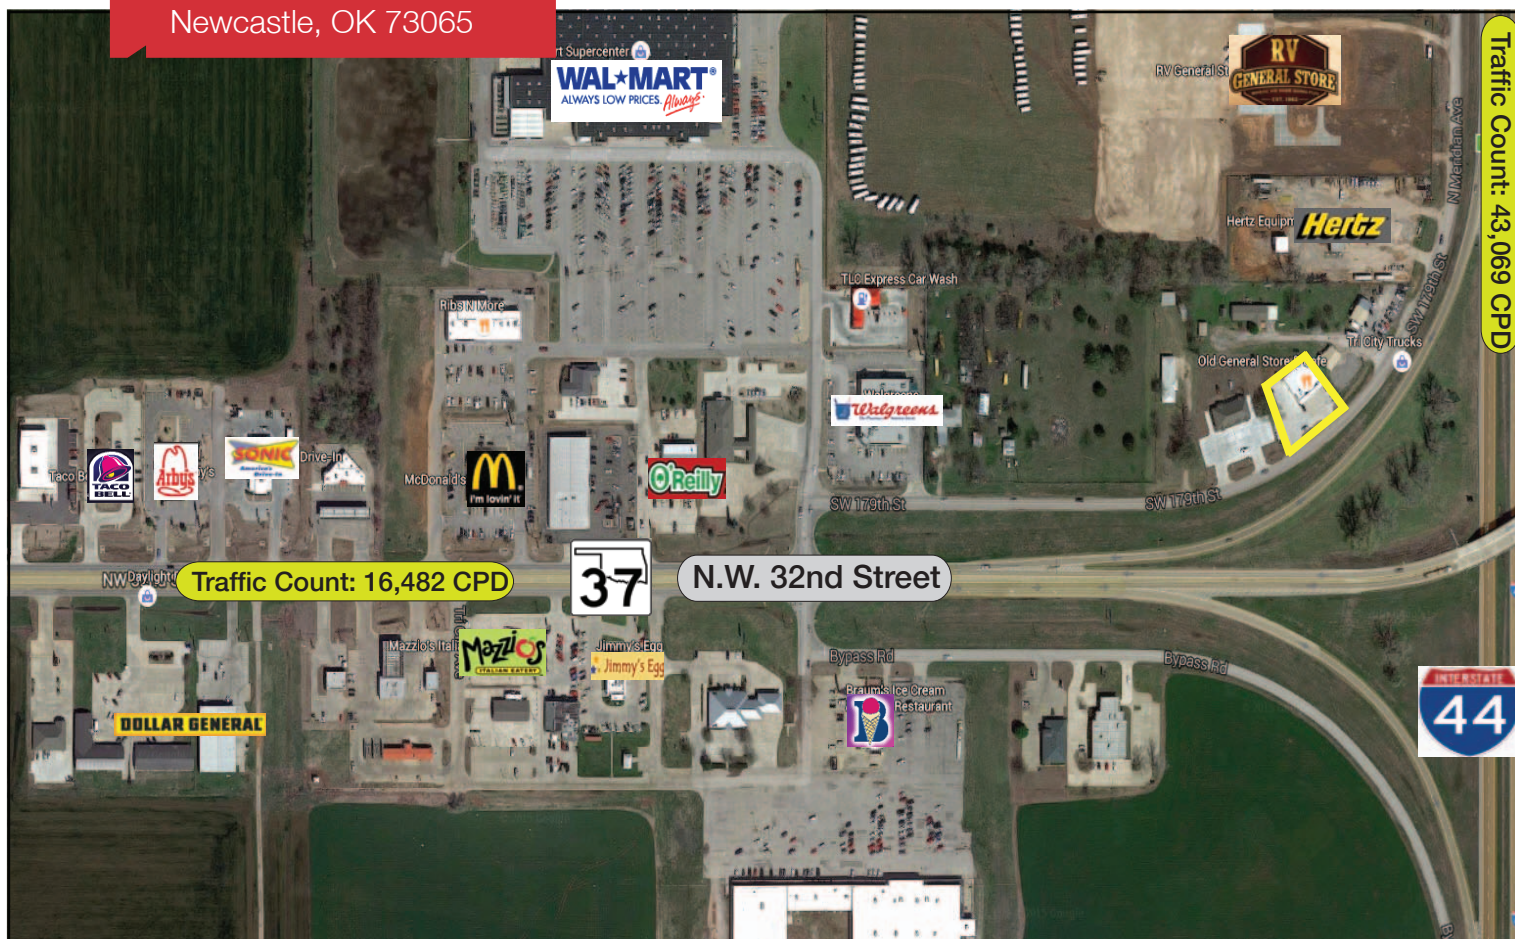 Newcastle, OK 73065
rt Supercenter
WAL★MART®
ALWAYS LOW PRICES. Always.
RV General St
RV
GENERAL STORE
N Meridian Ave
Traffic Count: 43,069 CPD
Hertz Equipm
Hertz
TLC Express Car Wash
SW 179th St
Tri City Trucks
Ribs N More
Old General Store
Walgreens
Walgreens
Taco B
TACO
BELL
Arby's
y's
SONIC
America's
Drive-In
Drive-In
McDonald's
i'm lovin' it
O'Reilly
SW 179th St
SW 179th St
NW
Daylight
Traffic Count: 16,482 CPD
37
N.W. 32nd Street
Mazzio's Itali
Mazzio's
ITALIAN EATERY
Jimmy's Egg
Jimmy's Egg
Bypass Rd
Bypass Rd
Braum's Ice Cream
Restaurant
B
DOLLAR GENERAL
INTERSTATE
44